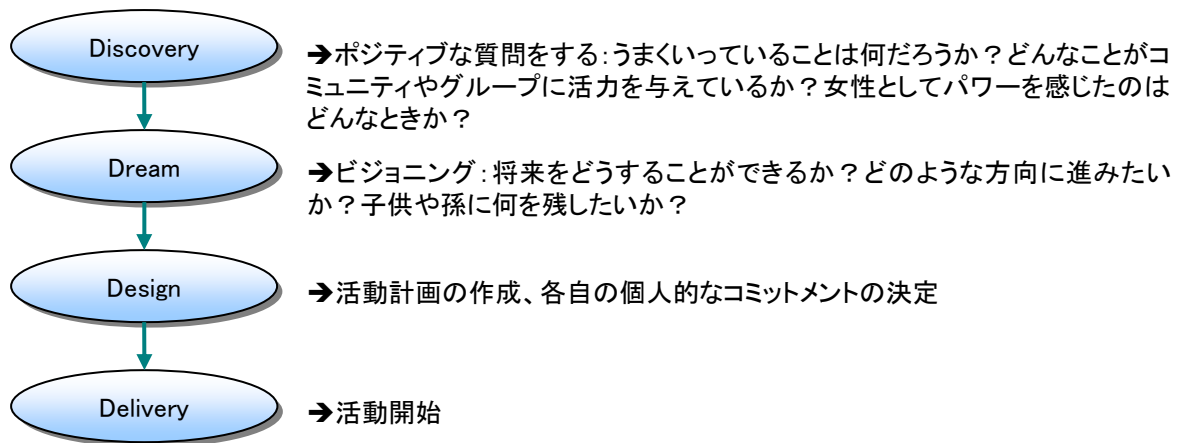 Discovery
➔ポジティブな質問をする：うまくいっていることは何だろうか？どんなことがコ
ミュニティやグループに活力を与えているか？女性としてパワーを感じたのは
どんなときか？
Dream
➔ビジョニング：将来をどうすることができるか？どのような方向に進みたい
か？子供や孫に何を残したいか？
Design
➔活動計画の作成、各自の個人的なコミットメントの決定
Delivery
➔活動開始